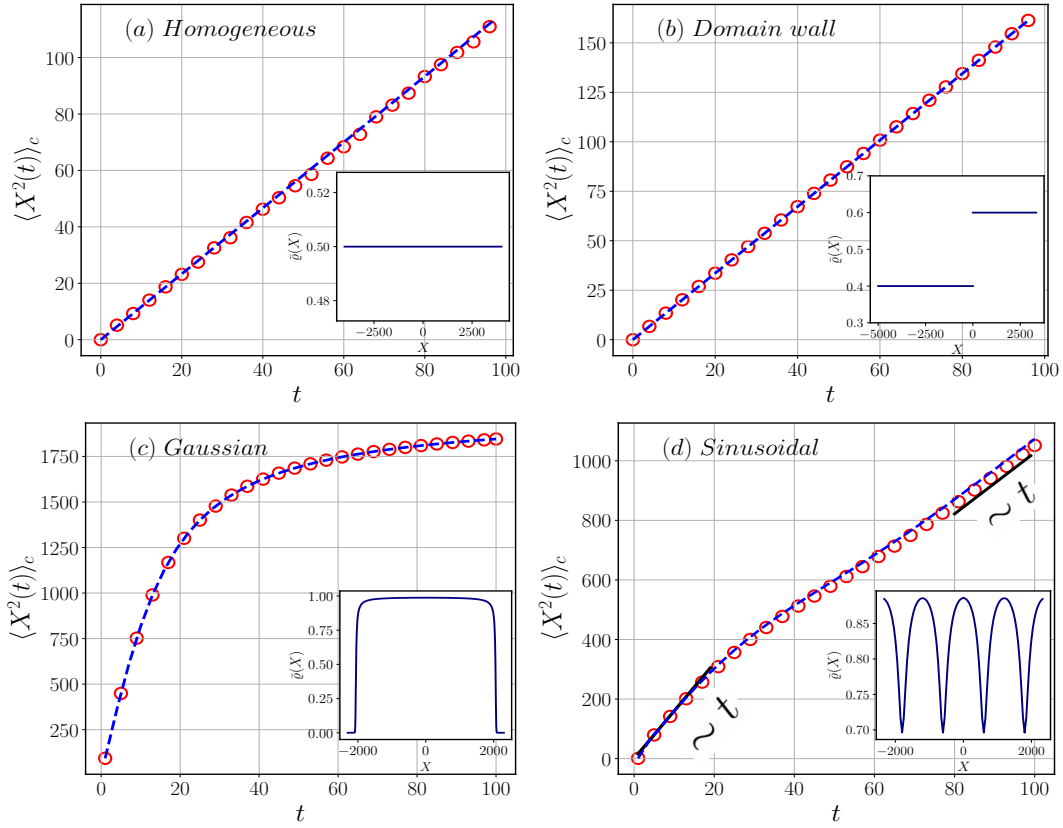 (a) Homogeneous
⟨X²(t)⟩c
100
80
60
40
20
0
0 20 40 60 80 100
t
0.52
0.50
0.48
ϱ̄(X)
−2500 0 2500
X
(b) Domain wall
⟨X²(t)⟩c
150
125
100
75
50
25
0
0 20 40 60 80 100
t
0.7
0.6
0.5
0.4
0.3
ϱ̄(X)
−5000 −2500 0 2500
X
(c) Gaussian
⟨X²(t)⟩c
1750
1500
1250
1000
750
500
250
0 20 40 60 80 100
t
1.00
0.75
0.50
0.25
0.00
ϱ̄(X)
−2000 0 2000
X
(d) Sinusoidal
⟨X²(t)⟩c
1000
800
600
400
200
0
0 20 40 60 80 100
t
∼ t
∼ t
0.85
0.80
0.75
0.70
ϱ̄(X)
−2000 0 2000
X